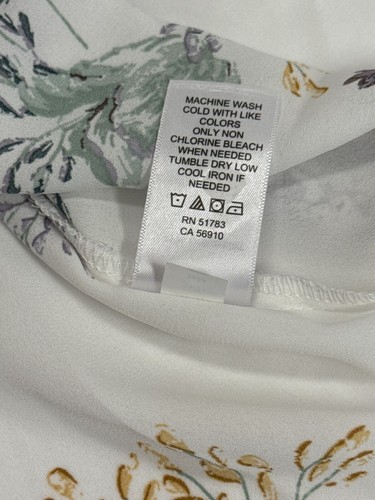 MACHINE WASH
COLD WITH LIKE
COLORS
ONLY NON
CHLORINE BLEACH
WHEN NEEDED
TUMBLE DRY LOW
COOL IRON IF
NEEDED
RN 51783
CA 56910